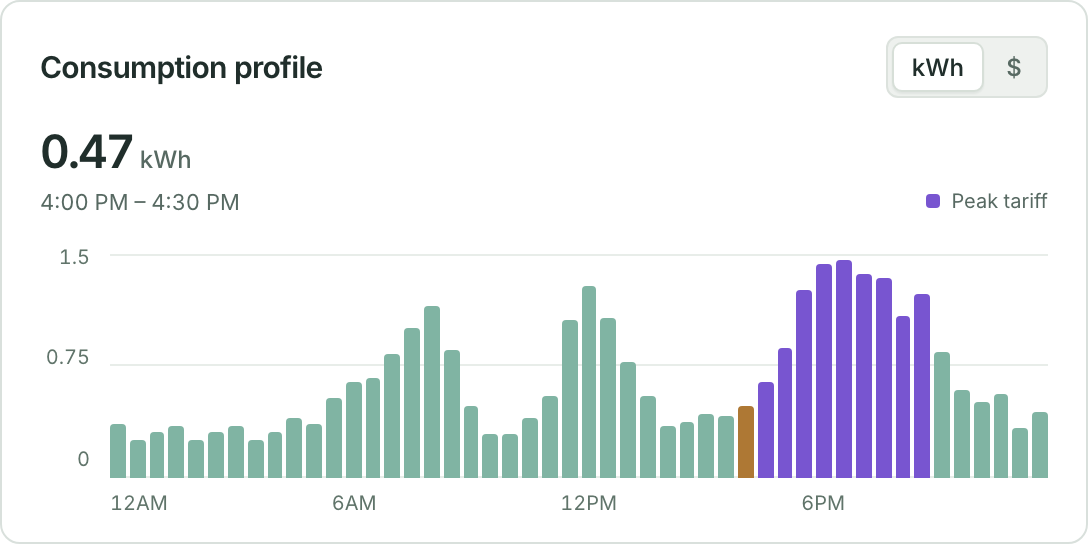 Consumption profile
kWh $
0.47 kWh
4:00 PM – 4:30 PM
Peak tariff
1.5
0.75
0
12AM 6AM 12PM 6PM